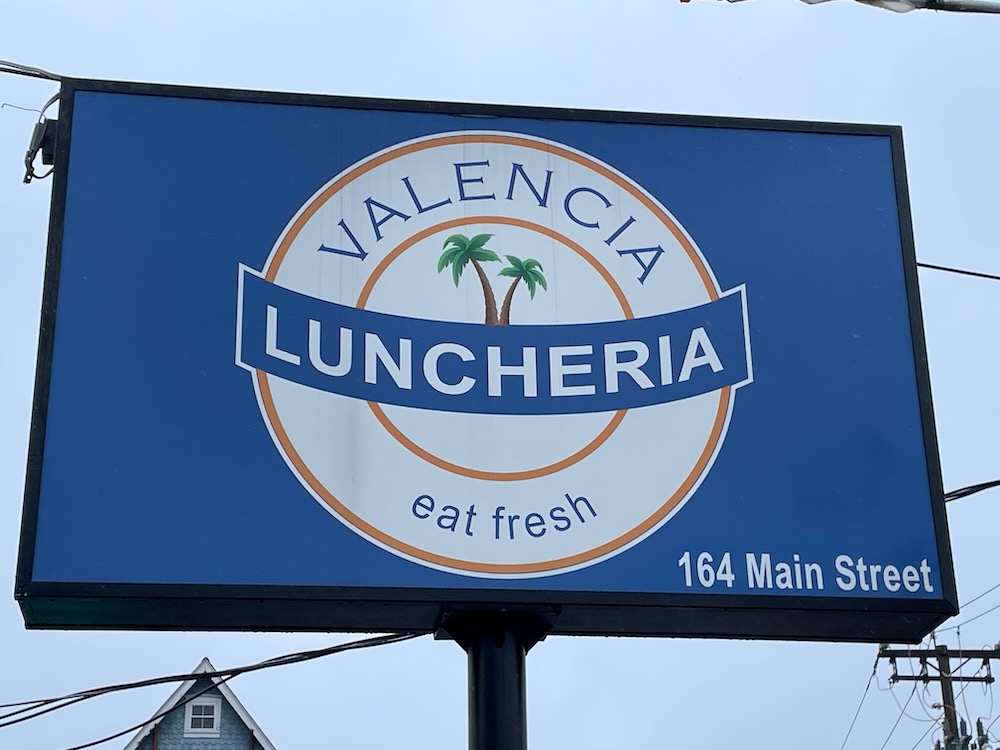 VALENCIA
LUNCHERIA
eat fresh
164 Main Street